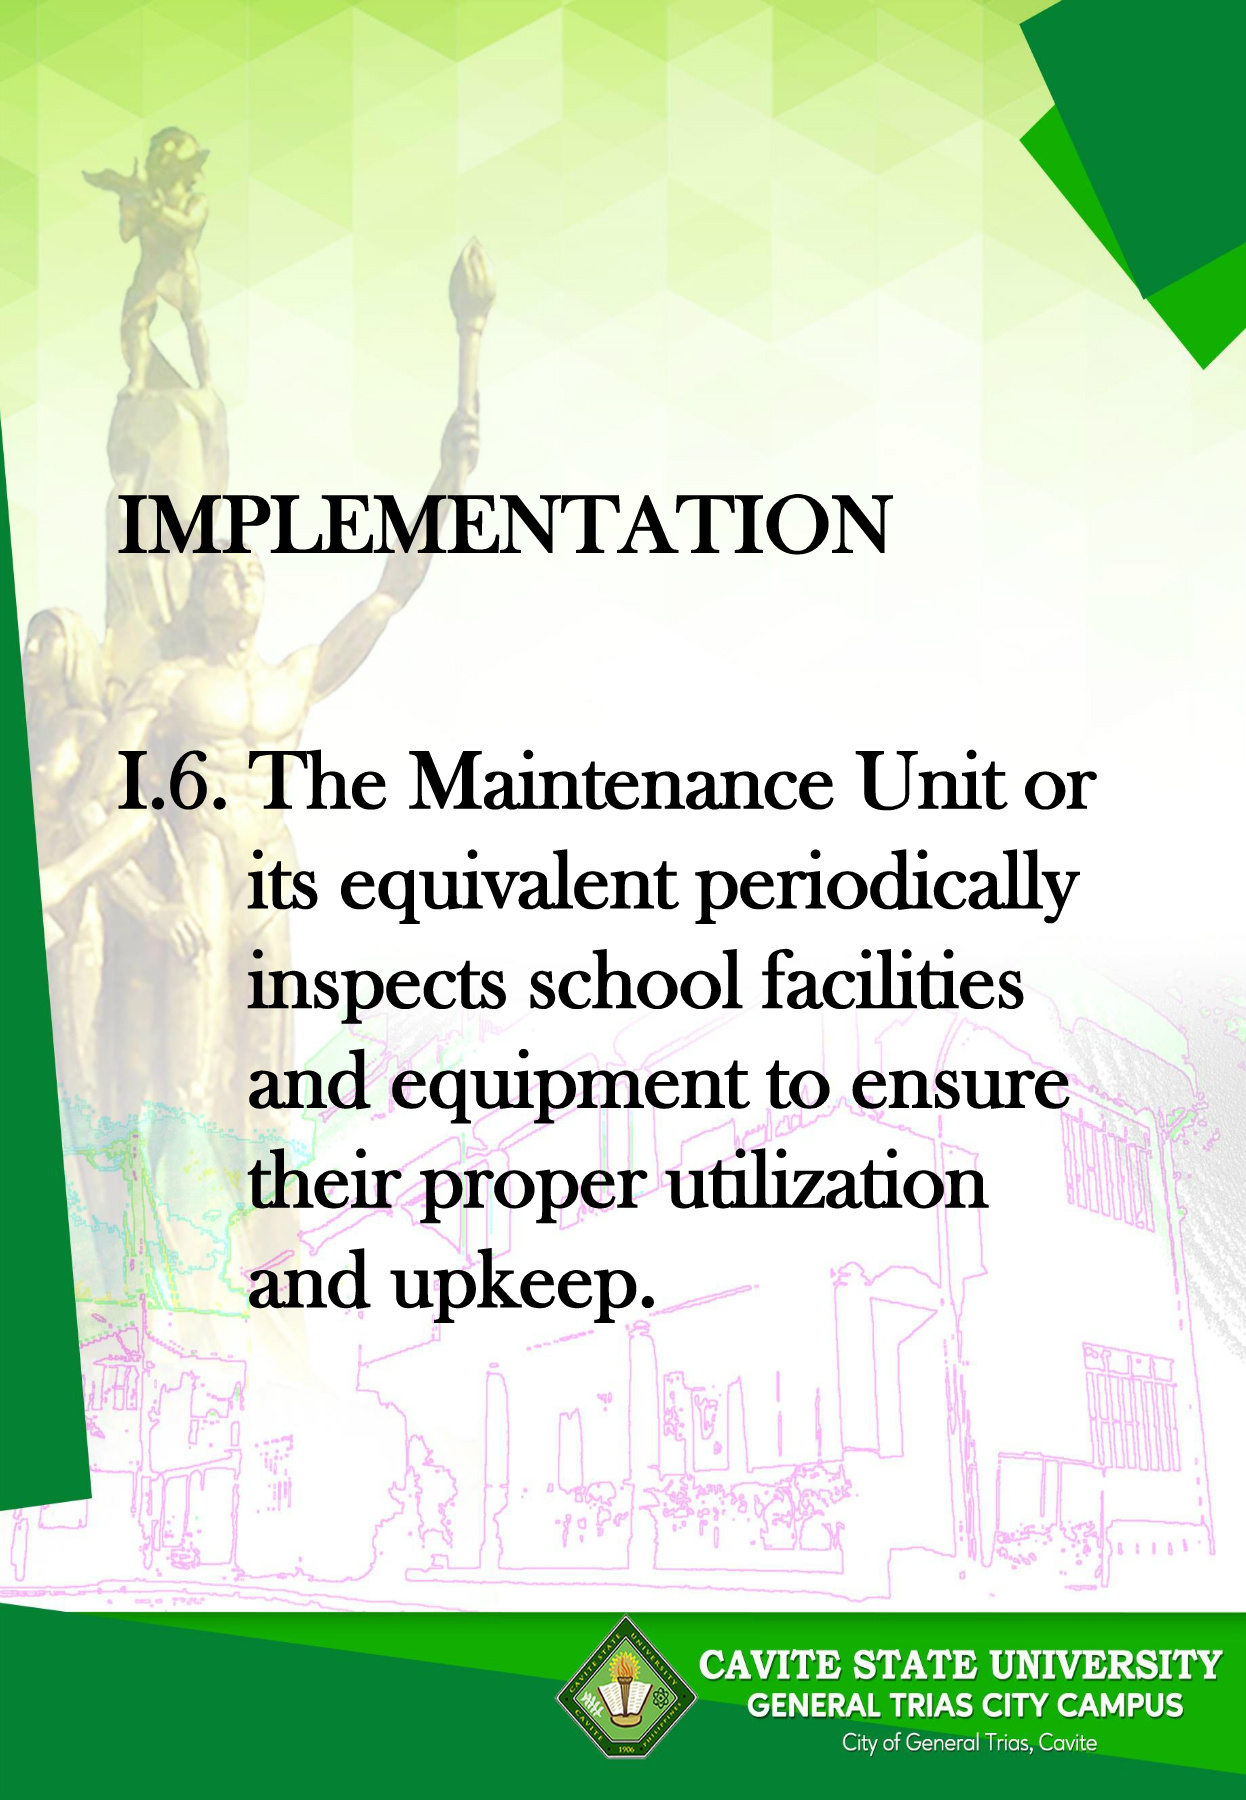 IMPLEMENTATION
I.6. The Maintenance Unit or
its equivalent periodically
inspects school facilities
and equipment to ensure
their proper utilization
and upkeep.
CAVITE STATE UNIVERSITY
CAVITE
PHILIPPINES
1906
CAVITE STATE UNIVERSITY
GENERAL TRIAS CITY CAMPUS
City of General Trias, Cavite